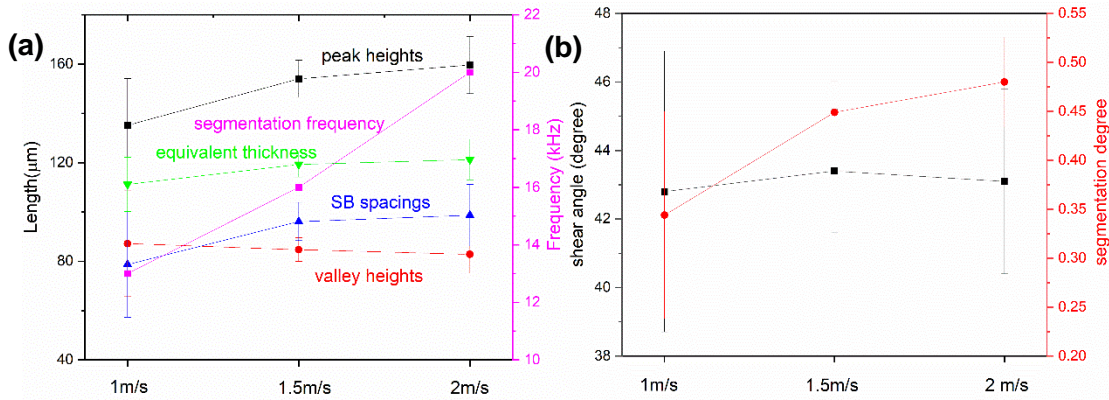 (a)
Length(μm)
160
120
80
40
peak heights
segmentation frequency
equivalent thickness
SB spacings
valley heights
1m/s
1.5m/s
2m/s
22
20
18
16
14
12
10
Frequency (kHz)
(b)
shear angle (degree)
48
46
44
42
40
38
1m/s
1.5m/s
2 m/s
0.55
0.50
0.45
0.40
0.35
0.30
0.25
0.20
segmentation degree